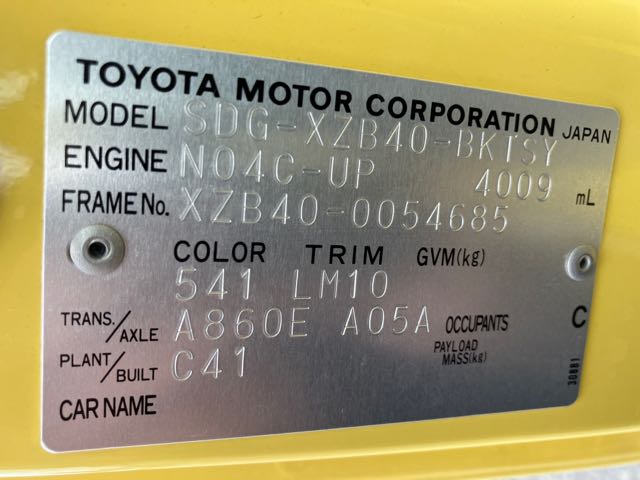 TOYOTA MOTOR CORPORATION JAPAN
MODEL SDG-XZB40-BKTSY
ENGINE N04C-UP 4009 mL
FRAME No. XZB40-0054685
COLOR TRIM GVM(kg)
541 LM10
TRANS./AXLE A860E A05A OCCUPANTS C
PLANT/BUILT C41 PAYLOAD MASS(kg)
CAR NAME
30881